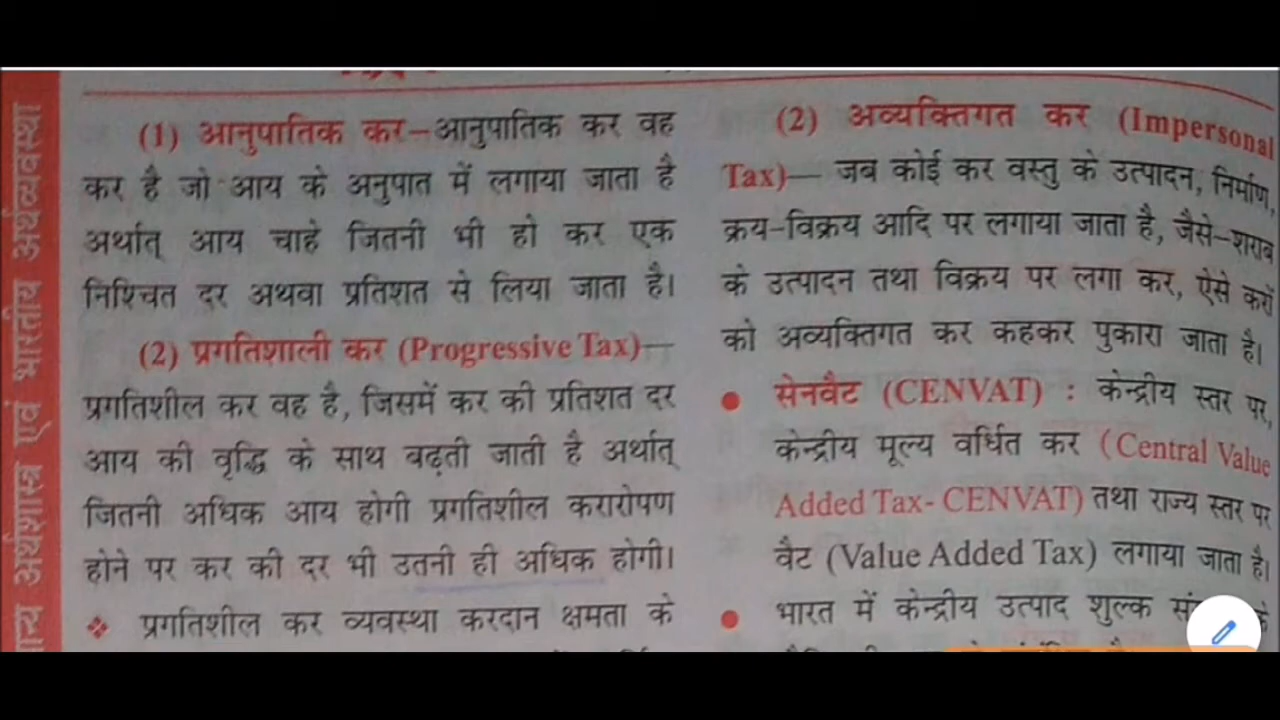 (1) आनुपातिक कर–आनुपातिक कर वह
कर है जो आय के अनुपात में लगाया जाता है
अर्थात् आय चाहे जितनी भी हो कर एक
निश्चित दर अथवा प्रतिशत से लिया जाता है।
(2) प्रगतिशाली कर (Progressive Tax)—
प्रगतिशील कर वह है, जिसमें कर की प्रतिशत दर
आय की वृद्धि के साथ बढ़ती जाती है अर्थात्
जितनी अधिक आय होगी प्रगतिशील करारोपण
होने पर कर की दर भी उतनी ही अधिक होगी।
प्रगतिशील कर व्यवस्था करदान क्षमता के
(2) अव्यक्तिगत कर (Impersonal
Tax)— जब कोई कर वस्तु के उत्पादन, निर्माण,
क्रय-विक्रय आदि पर लगाया जाता है, जैसे–शराब
के उत्पादन तथा विक्रय पर लगा कर, ऐसे करों
को अव्यक्तिगत कर कहकर पुकारा जाता है।
● सेनवैट (CENVAT) : केन्द्रीय स्तर पर,
केन्द्रीय मूल्य वर्धित कर (Central Value
Added Tax- CENVAT) तथा राज्य स्तर पर
वैट (Value Added Tax) लगाया जाता है।
● भारत में केन्द्रीय उत्पाद शुल्क
अर्थशास्त्र एवं भारतीय अर्थव्यवस्था